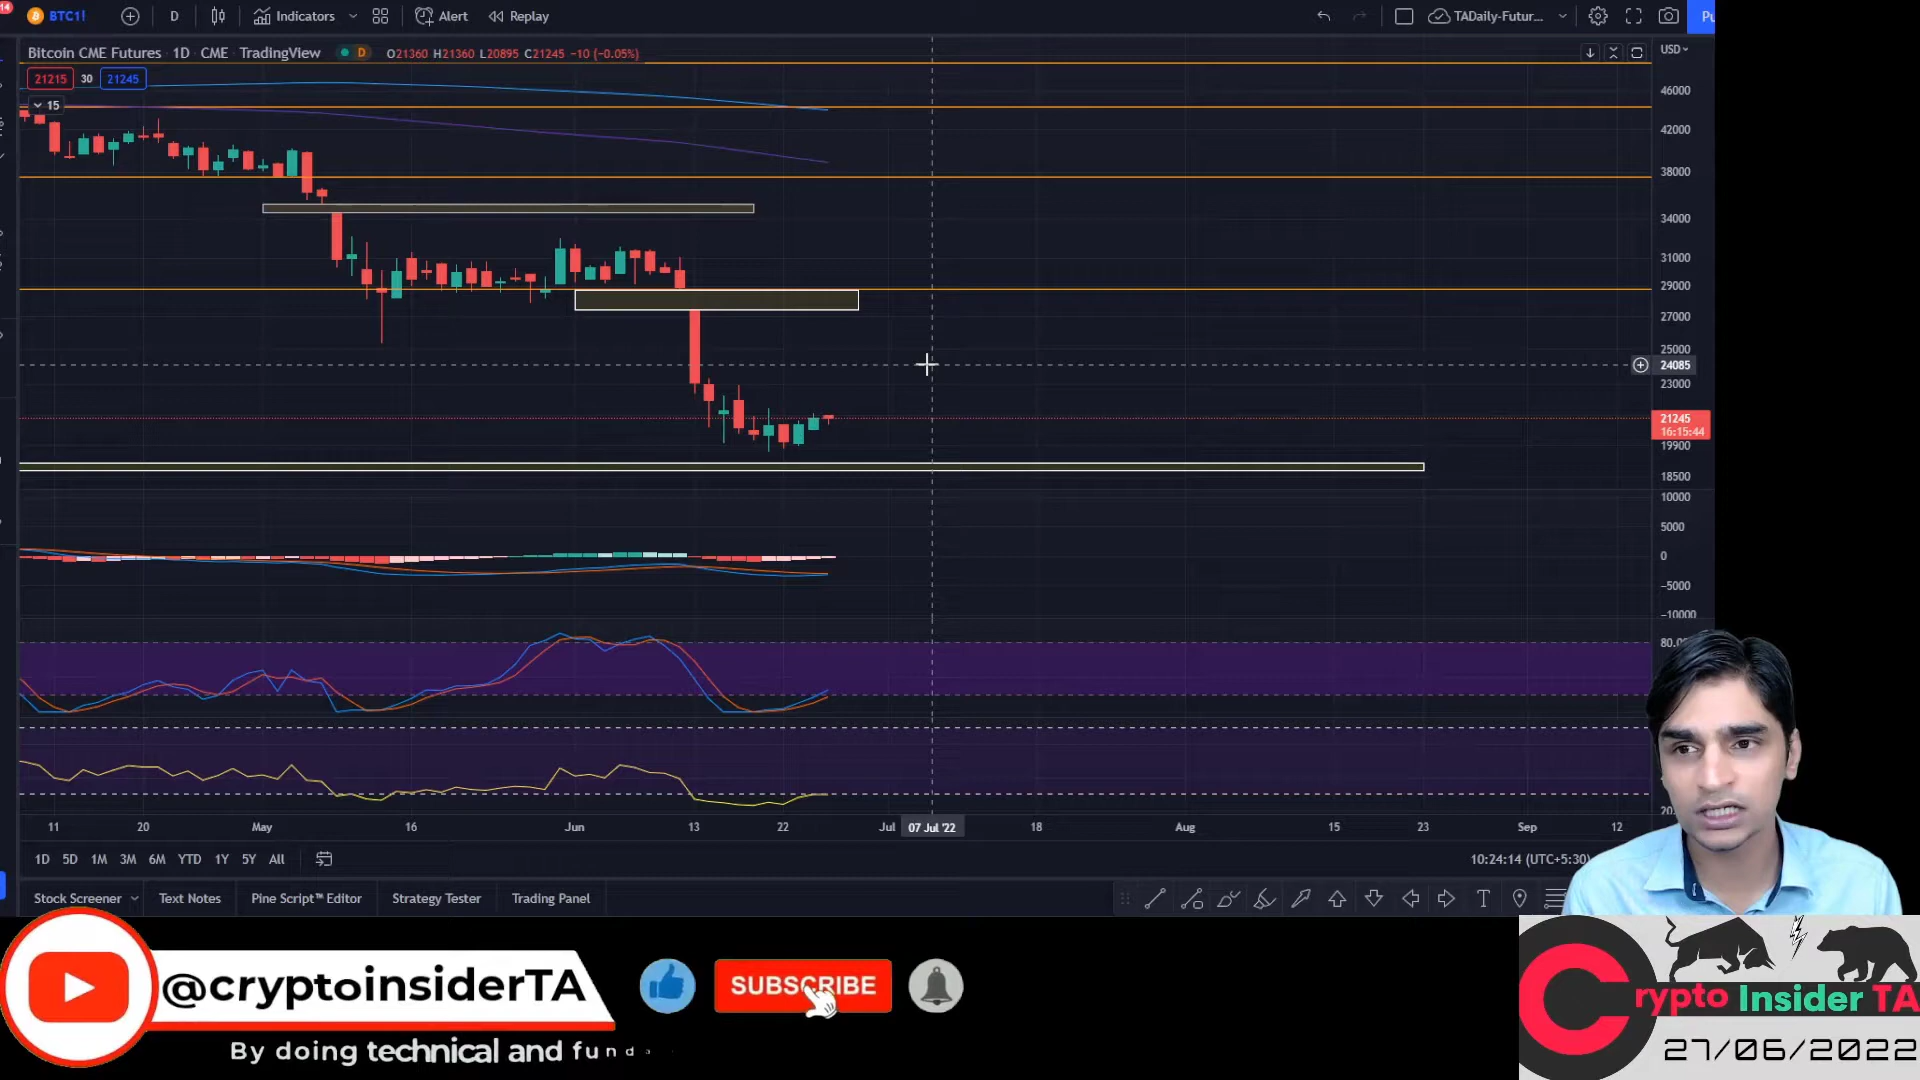 14
BTC1! D Indicators Alert Replay TADaily-Futur...
Bitcoin CME Futures · 1D · CME · TradingView D O21360 H21360 L20895 C21245 −10 (−0.05%) USD
21215 30 21245
15
46000
42000
38000
34000
31000
29000
27000
25000
24085
23000
21245
16:15:44
19900
18500
10000
5000
0
−5000
−10000
11 20 May 16 Jun 13 22 Jul 07 Jul '22 18 Aug 15 23 Sep 12
1D 5D 1M 3M 6M YTD 1Y 5Y All 10:24:14 (UTC+5:30)
Stock Screener Text Notes Pine Script™ Editor Strategy Tester Trading Panel
@cryptoinsiderTA SUBSCRIBE
By doing technical and fund
Crypto Insider TA
27/06/2022